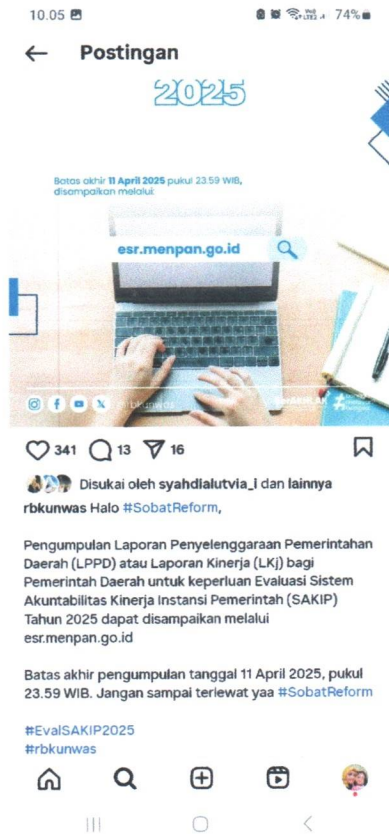 10.05
74%
Postingan
2025
Batas akhir 11 April 2025 pukul 23.59 WIB,
disampaikan melalui:
esr.menpan.go.id
@rbkunwas
341
13
16
Disukai oleh syahdialutvia_i dan lainnya
rbkunwas Halo #SobatReform,
Pengumpulan Laporan Penyelenggaraan Pemerintahan
Daerah (LPPD) atau Laporan Kinerja (LKj) bagi
Pemerintah Daerah untuk keperluan Evaluasi Sistem
Akuntabilitas Kinerja Instansi Pemerintah (SAKIP)
Tahun 2025 dapat disampaikan melalui
esr.menpan.go.id
Batas akhir pengumpulan tanggal 11 April 2025, pukul
23.59 WIB. Jangan sampai terlewat yaa #SobatReform
#EvalSAKIP2025
#rbkunwas